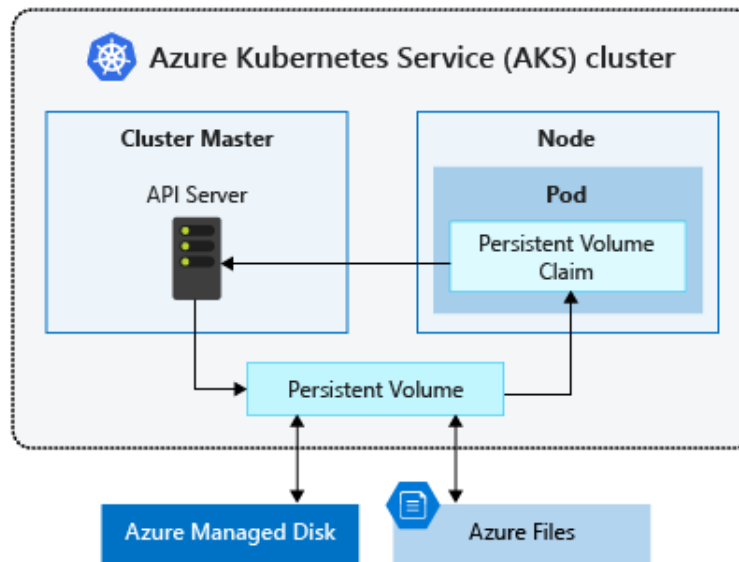 Azure Kubernetes Service (AKS) cluster
Cluster Master
Node
API Server
Pod
Persistent Volume
Claim
Persistent Volume
Azure Managed Disk
Azure Files